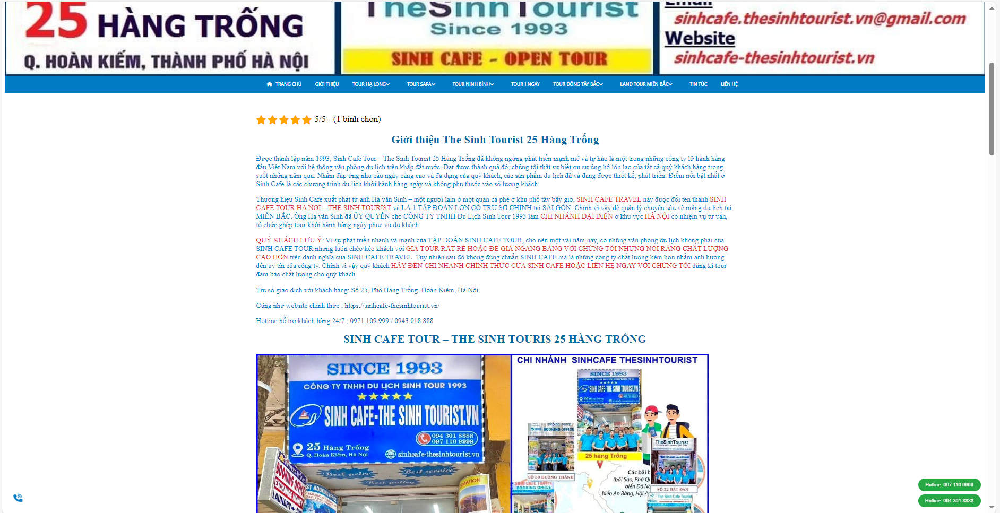 25 HÀNG TRỐNG
Q. HOÀN KIẾM, THÀNH PHỐ HÀ NỘI
TheSinhTourist
Since 1993
SINH CAFE - OPEN TOUR
Email
sinhcafe.thesinhtourist.vn@gmail.com
Website
sinhcafe-thesinhtourist.vn
TRANG CHỦ GIỚI THIỆU TOUR HẠ LONG TOUR SAPA TOUR NINH BÌNH TOUR 1 NGÀY TOUR ĐÔNG TÂY BẮC LAND TOUR MIỀN BẮC TIN TỨC LIÊN HỆ
5/5 - (1 bình chọn)
Giới thiệu The Sinh Tourist 25 Hàng Trống
Được thành lập năm 1993, Sinh Cafe Tour – The Sinh Tourist 25 Hàng Trống đã không ngừng phát triển mạnh mẽ và tự hào là một trong những công ty lữ hành hàng
đầu Việt Nam với hệ thống văn phòng du lịch trên khắp đất nước. Đạt được thành quả đó, chúng tôi thật sự biết ơn sự ủng hộ lớn lao của tất cả quý khách hàng trong
suốt những năm qua. Nhằm đáp ứng nhu cầu ngày càng cao và đa dạng của quý khách, các sản phẩm du lịch đã và đang được thiết kế, phát triển. Điểm nổi bật nhất ở
Sinh Cafe là các chương trình du lịch khởi hành hàng ngày và không phụ thuộc vào số lượng khách.
Thương hiệu Sinh Cafe xuất phát từ anh Hà văn Sinh – một người làm ở một quán cà phê ở khu phố tây bây giờ. SINH CAFE TRAVEL này được đổi tên thành SINH
CAFE TOUR HA NOI – THE SINH TOURIST và LÀ 1 TẬP ĐOÀN LỚN CÓ TRỤ SỞ CHÍNH tại SÀI GÒN. Chính vì vậy để quản lý chuyên sâu về mảng du lịch tại
MIỀN BẮC. Ông Hà văn Sinh đã ỦY QUYỀN cho CÔNG TY TNHH Du Lịch Sinh Tour 1993 làm CHI NHÁNH ĐẠI DIỆN ở khu vực HÀ NỘI có nhiệm vụ tư vấn,
tổ chức ghép tour khởi hành hàng ngày phục vụ du khách.
QUÝ KHÁCH LƯU Ý: Vì sự phát triển nhanh và mạnh của TẬP ĐOÀN SINH CAFE TOUR, cho nên một vài năm nay, có những văn phòng du lịch không phải của
SINH CAFE TOUR nhưng luôn chèo kéo khách với GIÁ TOUR RẤT RẺ HOẶC ĐỂ GIÁ NGANG BẰNG VỚI CHÚNG TÔI NHƯNG NÓI RẰNG CHẤT LƯỢNG
CAO HƠN trên danh nghĩa của SINH CAFE TRAVEL. Tuy nhiên sau đó không đúng chuẩn SINH CAFE mà là những công ty chất lượng kém hơn nhằm ảnh hưởng
đến uy tín của công ty. Chính vì vậy quý khách HÃY ĐẾN CHI NHANH CHÍNH THỨC CỦA SINH CAFE HOẶC LIÊN HỆ NGAY VỚI CHÚNG TÔI đăng kí tour
đảm bảo chất lượng cho quý khách.
Trụ sở giao dịch với khách hàng: Số 25, Phố Hàng Trống, Hoàn Kiếm, Hà Nội
Cũng như website chính thức : https://sinhcafe-thesinhtourist.vn/
Hotline hỗ trợ khách hàng 24/7 : 0971.109.999 / 0943.018.888
SINH CAFE TOUR – THE SINH TOURIS 25 HÀNG TRỐNG
SINCE 1993
CÔNG TY TNHH DU LỊCH SINH TOUR 1993
SINH CAFE-THE SINH TOURIST.VN
094 301 8888
097 110 9999
25 Hàng Trống
Q. Hoàn Kiếm, Hà Nội
sinhcafe-thesinhtourist.vn
Best price
Best service
Best policy
BOOKING OFFICE
EXCHANGE MONEY
LAUNDRY
CHI NHÁNH SINHCAFE THESINHTOURIST
SINCE 1993
CÔNG TY TNHH DU LỊCH SINH TOUR 1993
SINH CAFE-THE SINH TOURIST.VN
25 Hàng Trống
TheSinhTourist
BOOKING OFFICE
25 hàng Trống
SỐ 50 ĐƯỜNG THÀNH
TheSinhTourist
SỐ 22 BÁT ĐÀN
SINH CAFE TRAVEL
BOOKING OFFICE
The Sinh Cafe Tourist
Các bãi b
(bãi Sao, Phú Q
biển Đà N
biển An Bàng, Hội A
Hotline: 097 110 9999
Hotline: 094 301 8888